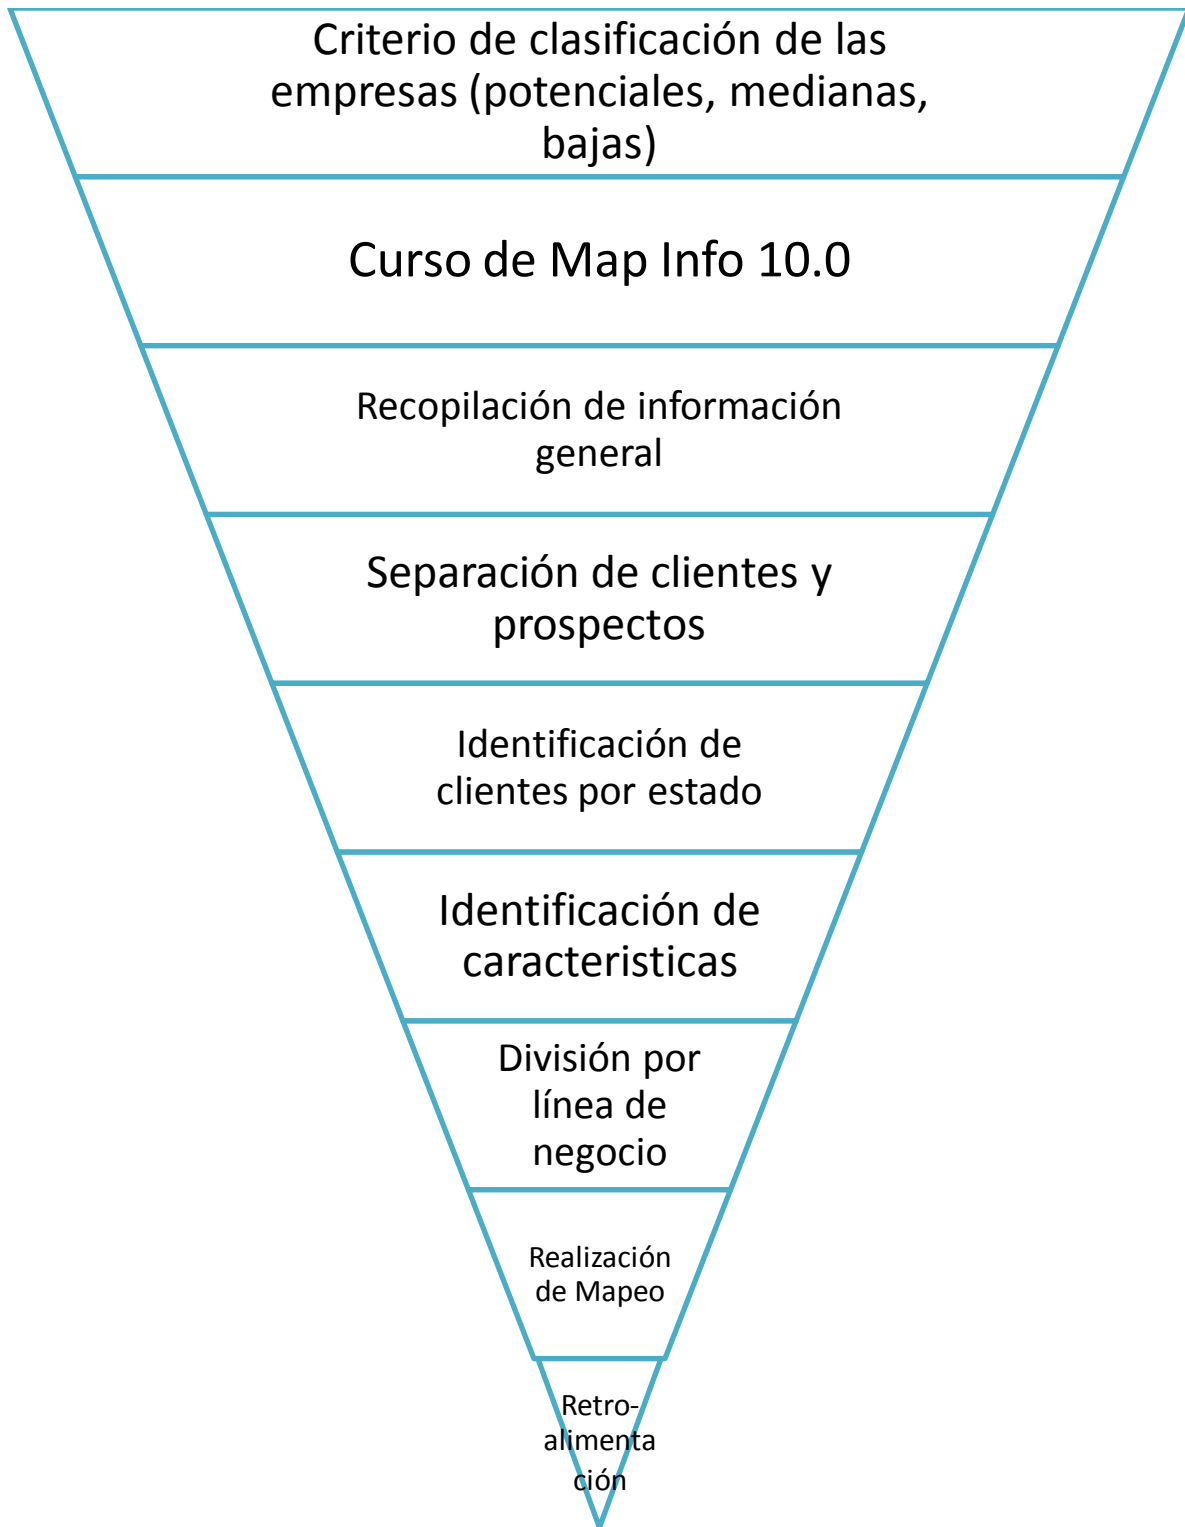 Criterio de clasificación de las
empresas (potenciales, medianas,
bajas)
Curso de Map Info 10.0
Recopilación de información
general
Separación de clientes y
prospectos
Identificación de
clientes por estado
Identificación de
caracteristicas
División por
línea de
negocio
Realización
de Mapeo
Retro-
alimenta
ción